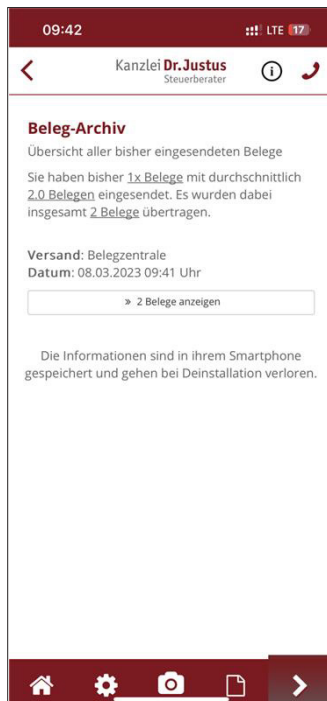 09:42
LTE 17
Kanzlei Dr.Justus
Steuerberater
Beleg-Archiv
Übersicht aller bisher eingesendeten Belege
Sie haben bisher 1x Belege mit durchschnittlich
2.0 Belegen eingesendet. Es wurden dabei
insgesamt 2 Belege übertragen.
Versand: Belegzentrale
Datum: 08.03.2023 09:41 Uhr
» 2 Belege anzeigen
Die Informationen sind in ihrem Smartphone
gespeichert und gehen bei Deinstallation verloren.